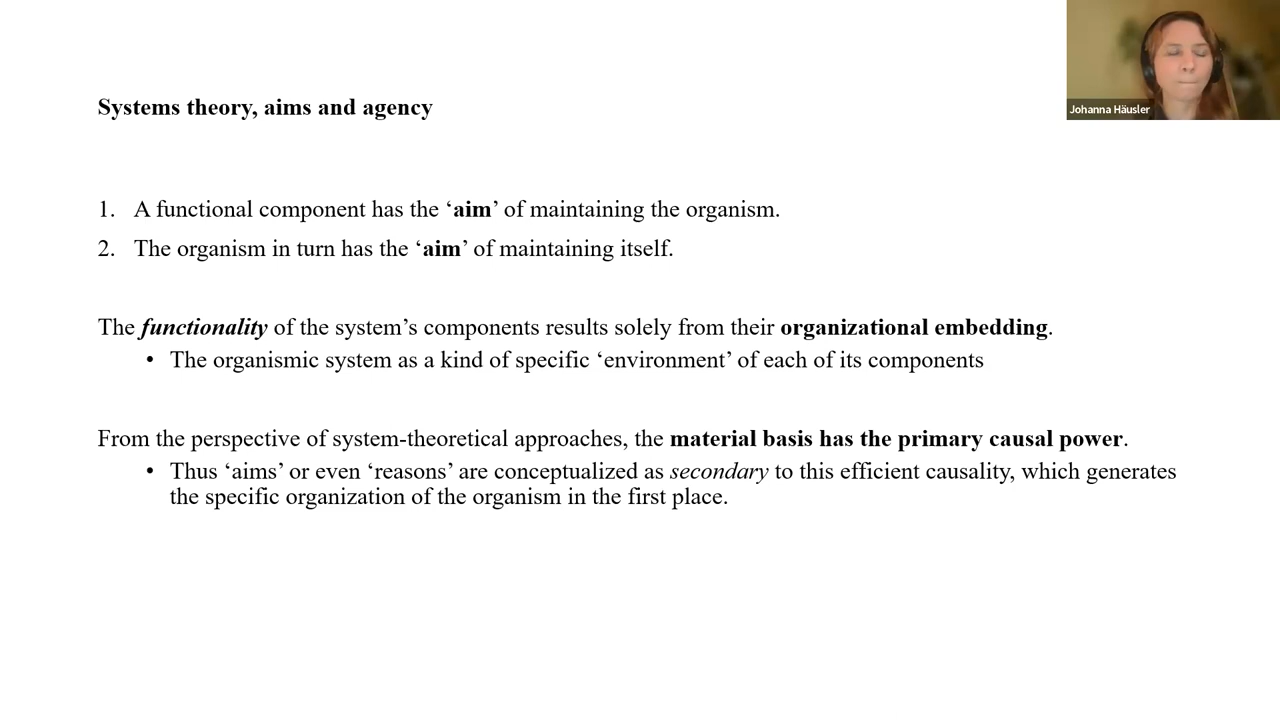 Johanna Häusler
Systems theory, aims and agency
1. A functional component has the ‘aim’ of maintaining the organism.
2. The organism in turn has the ‘aim’ of maintaining itself.
The functionality of the system’s components results solely from their organizational embedding.
• The organismic system as a kind of specific ‘environment’ of each of its components
From the perspective of system-theoretical approaches, the material basis has the primary causal power.
• Thus ‘aims’ or even ‘reasons’ are conceptualized as secondary to this efficient causality, which generates
the specific organization of the organism in the first place.